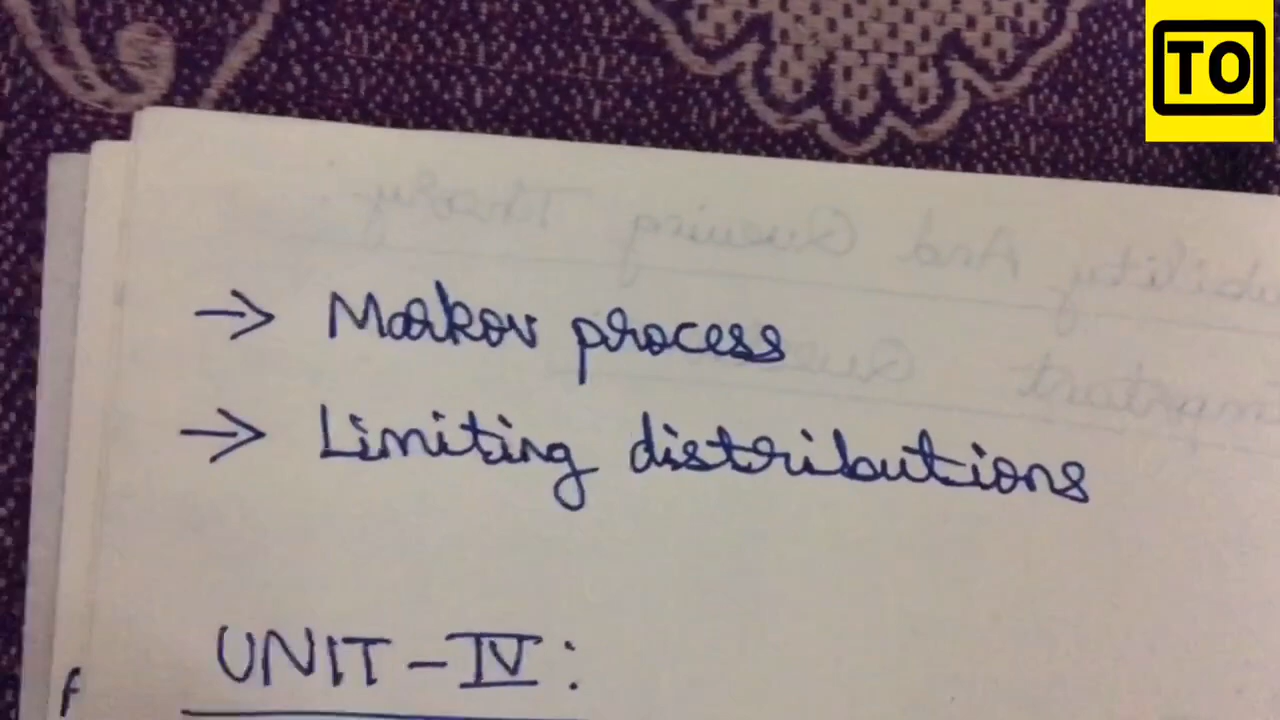 TO
→ Markov process
→ Limiting distributions
UNIT - IV :